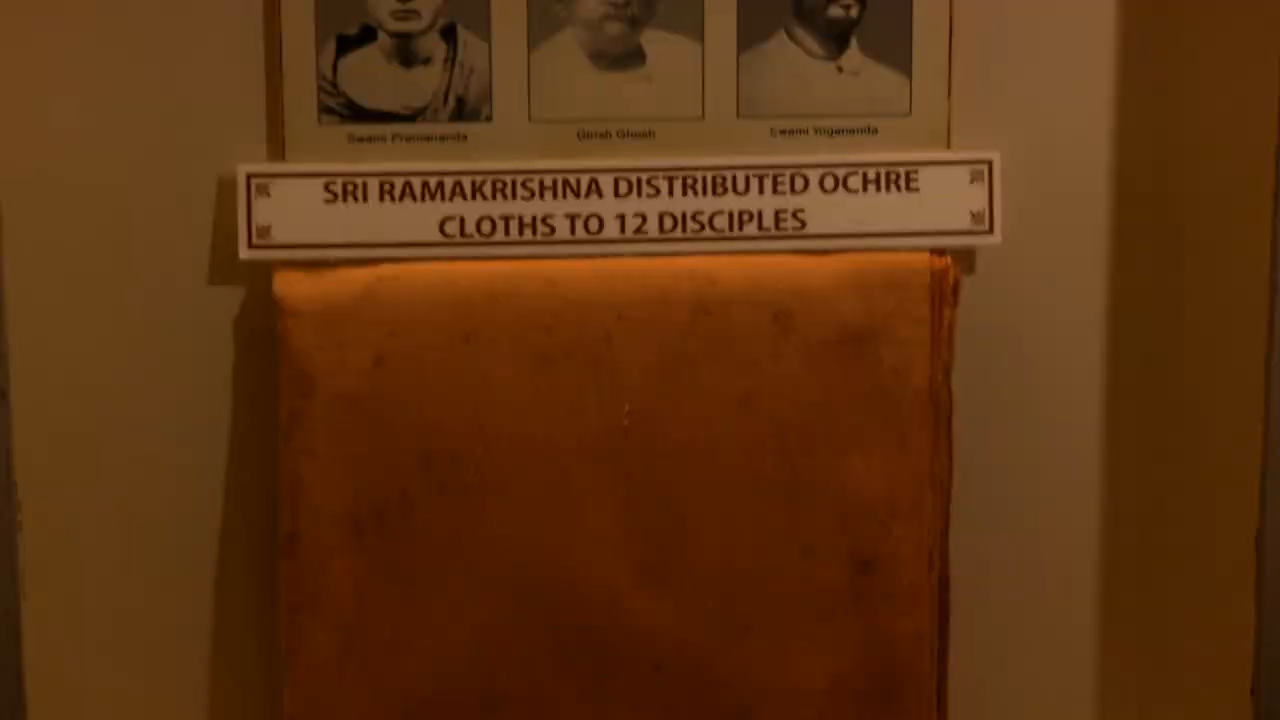 Swami Premananda
Girish Ghosh
Swami Yogananda
SRI RAMAKRISHNA DISTRIBUTED OCHRE
CLOTHS TO 12 DISCIPLES